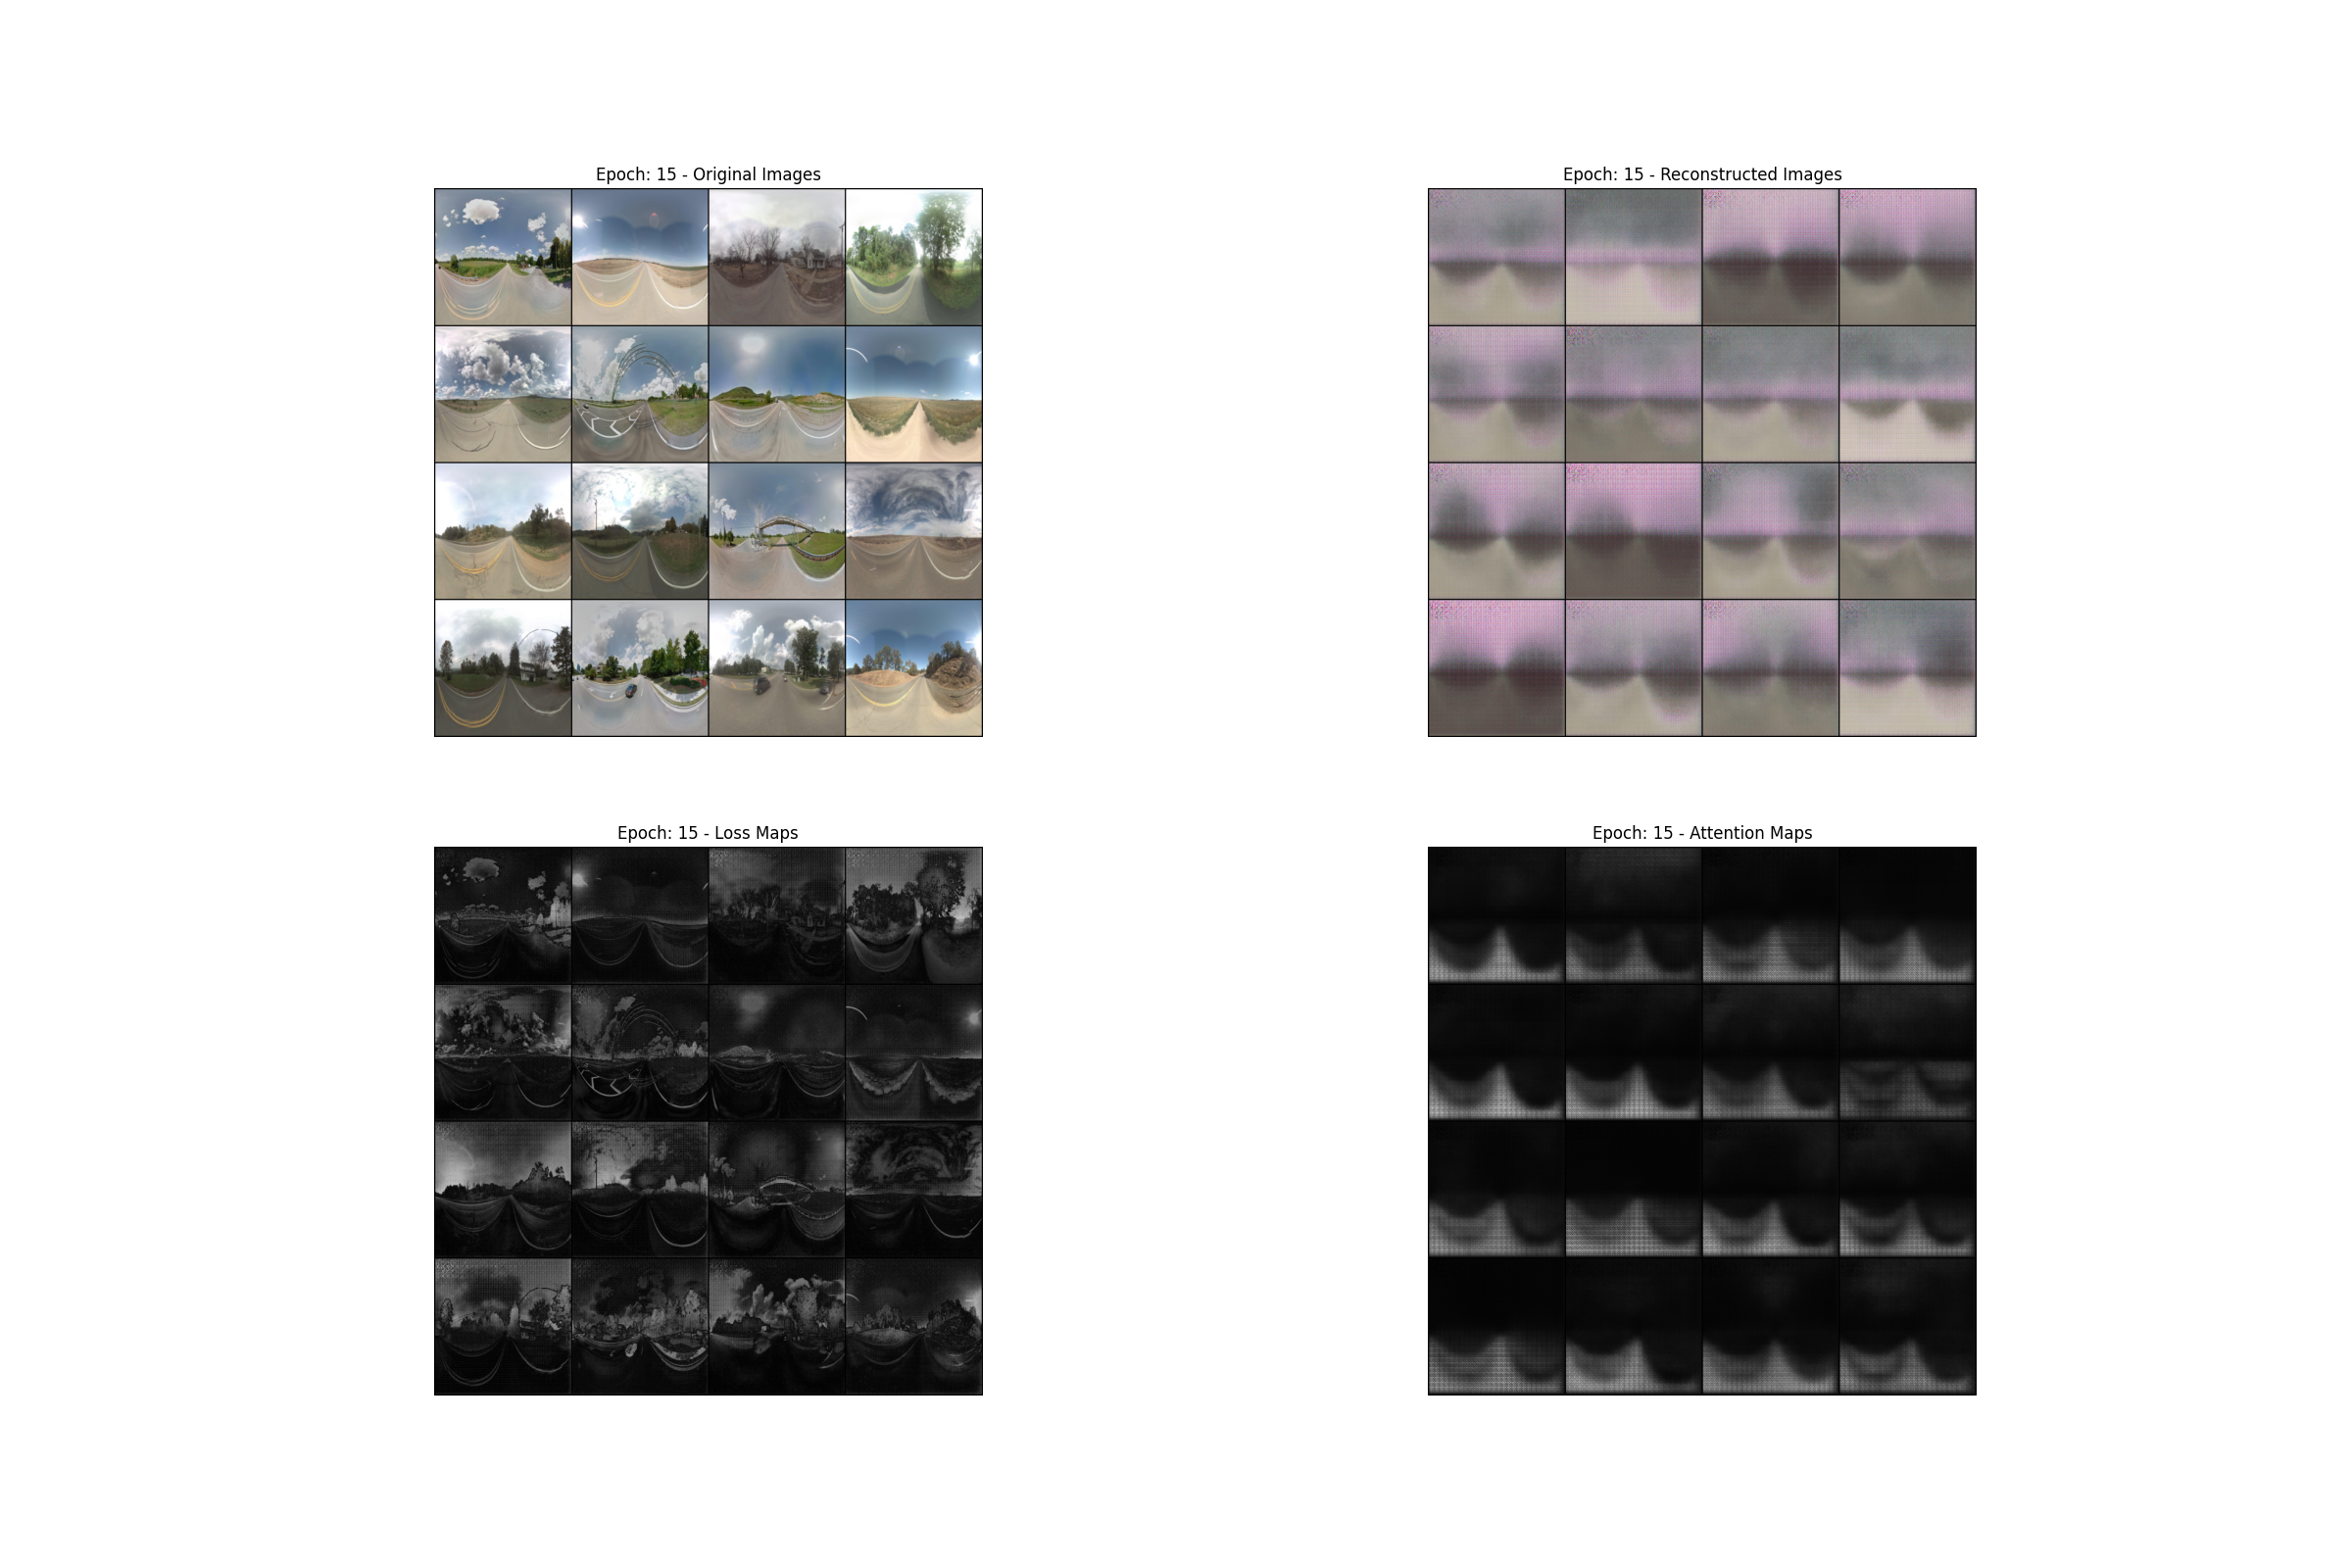 Epoch: 15 - Original Images
Epoch: 15 - Reconstructed Images
Epoch: 15 - Loss Maps
Epoch: 15 - Attention Maps